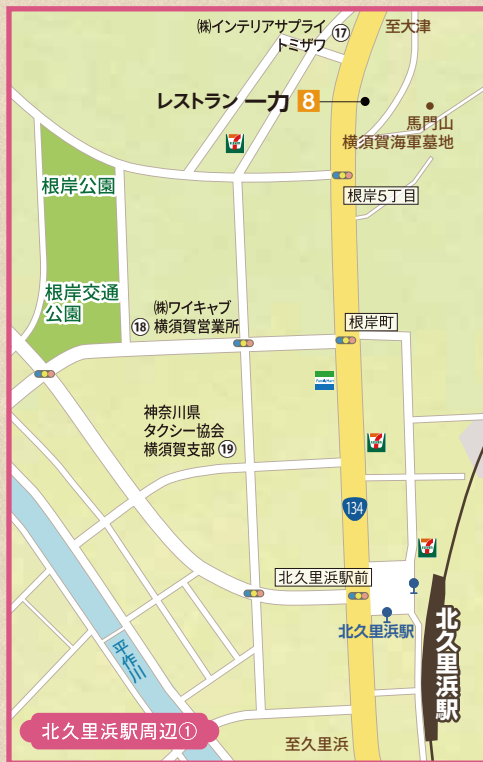 ㈱インテリアサプライ
トミザワ ⑰
至大津
レストラン 一力 8
馬門山
横須賀海軍墓地
根岸公園
根岸5丁目
根岸交通
公園
㈱ワイキャブ
⑱ 横須賀営業所
根岸町
FamilyMart
神奈川県
タクシー協会
横須賀支部 ⑲
134
北久里浜駅前
北久里浜駅
北久里浜駅
平作川
北久里浜駅周辺①
至久里浜